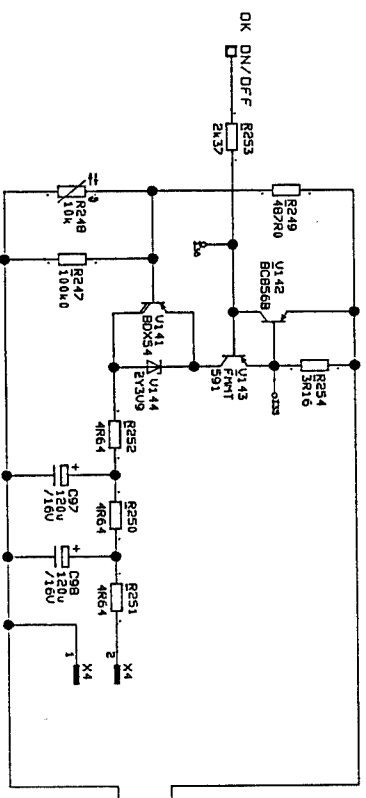 OK ON/OFF
R253
2k37
R249
487R0
R248
10k
ϑ
R247
100k0
V142
BC856B
V141
BDX54
V144
2Y3V9
V143
FMMT
591
R254
3R16
R252
4R64
C97
120u
/16V
R250
4R64
C98
120u
/16V
R251
4R64
X4
2
X4
1